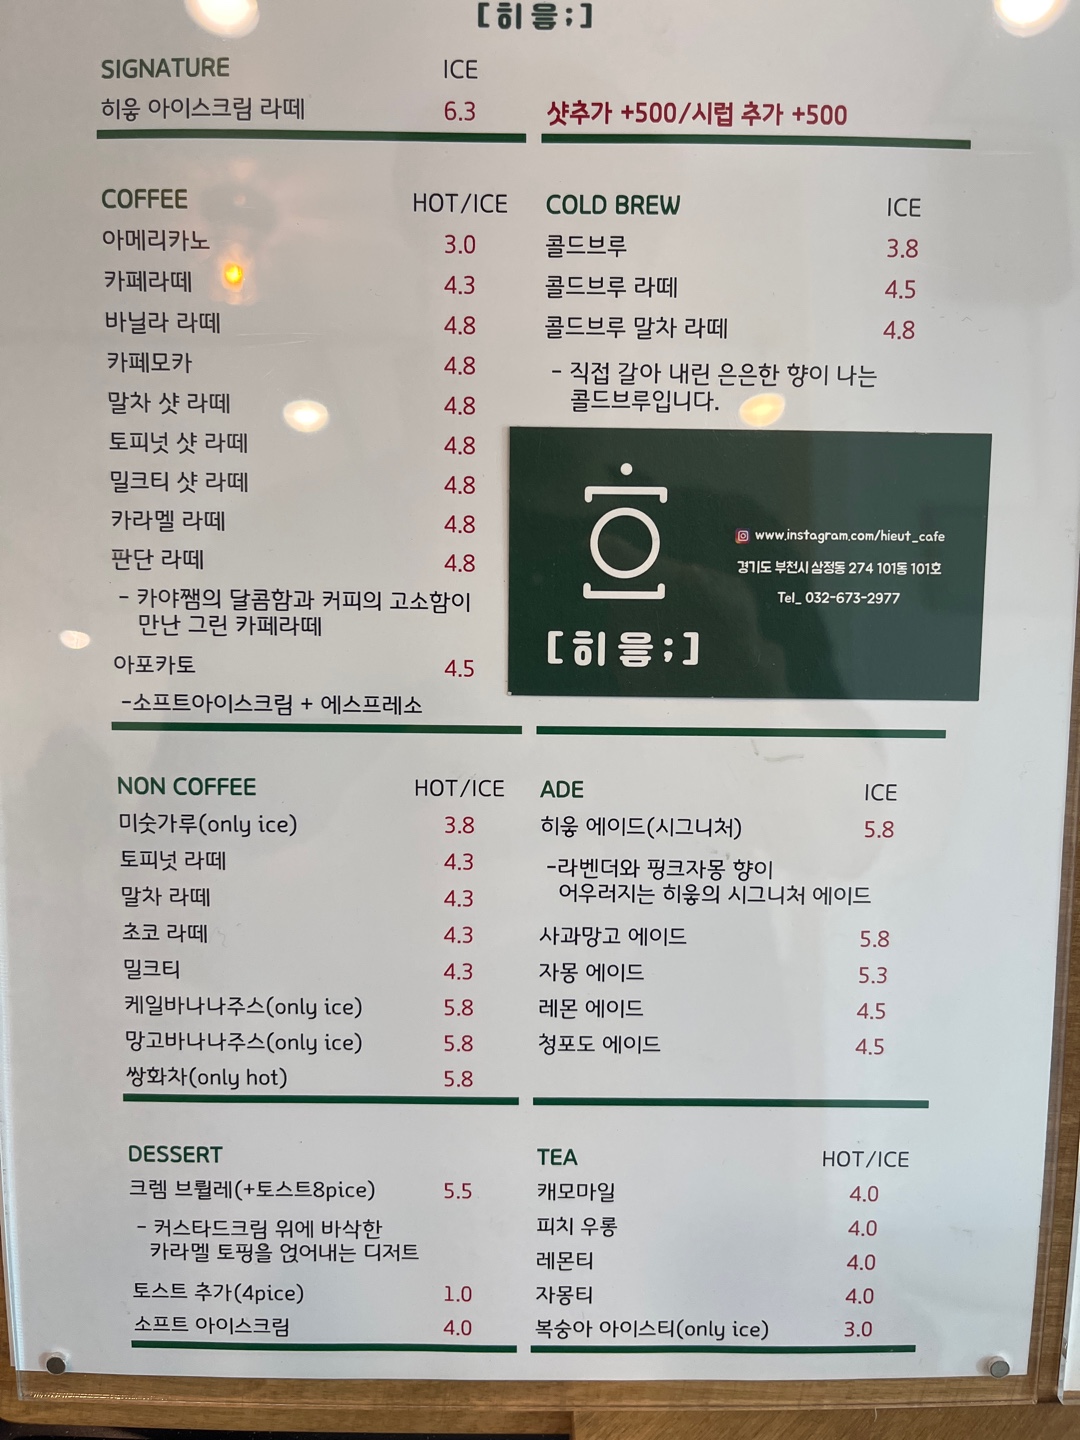 [히읗;]
SIGNATURE ICE
히읗 아이스크림 라떼 6.3
샷추가 +500/시럽 추가 +500
COFFEE HOT/ICE
아메리카노 3.0
카페라떼 4.3
바닐라 라떼 4.8
카페모카 4.8
말차 샷 라떼 4.8
토피넛 샷 라떼 4.8
밀크티 샷 라떼 4.8
카라멜 라떼 4.8
판단 라떼 4.8
- 카야쨈의 달콤함과 커피의 고소함이
만난 그린 카페라떼
아포카토 4.5
-소프트아이스크림 + 에스프레소
COLD BREW ICE
콜드브루 3.8
콜드브루 라떼 4.5
콜드브루 말차 라떼 4.8
- 직접 갈아 내린 은은한 향이 나는
콜드브루입니다.
[히읗;]
www.instagram.com/hieut_cafe
경기도 부천시 삼정동 274 101동 101호
Tel_ 032-673-2977
NON COFFEE HOT/ICE
미숫가루(only ice) 3.8
토피넛 라떼 4.3
말차 라떼 4.3
초코 라떼 4.3
밀크티 4.3
케일바나나주스(only ice) 5.8
망고바나나주스(only ice) 5.8
쌍화차(only hot) 5.8
ADE ICE
히읗 에이드(시그니처) 5.8
-라벤더와 핑크자몽 향이
어우러지는 히읗의 시그니처 에이드
사과망고 에이드 5.8
자몽 에이드 5.3
레몬 에이드 4.5
청포도 에이드 4.5
DESSERT
크렘 브륄레(+토스트8pice) 5.5
- 커스타드크림 위에 바삭한
카라멜 토핑을 얹어내는 디저트
토스트 추가(4pice) 1.0
소프트 아이스크림 4.0
TEA HOT/ICE
캐모마일 4.0
피치 우롱 4.0
레몬티 4.0
자몽티 4.0
복숭아 아이스티(only ice) 3.0